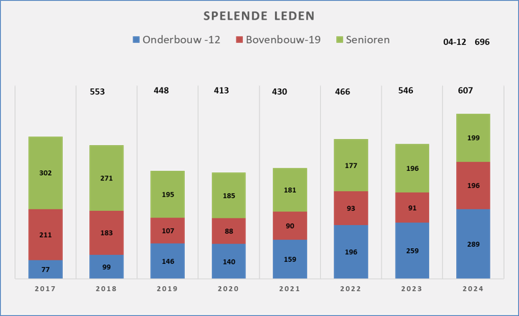 SPELENDE LEDEN
Onderbouw -12 Bovenbouw-19 Senioren
04-12 696
553 448 413 430 466 546 607
302 271 195 185 181 177 196 199
211 183 107 88 90 93 91 196
77 99 146 140 159 196 259 289
2017 2018 2019 2020 2021 2022 2023 2024